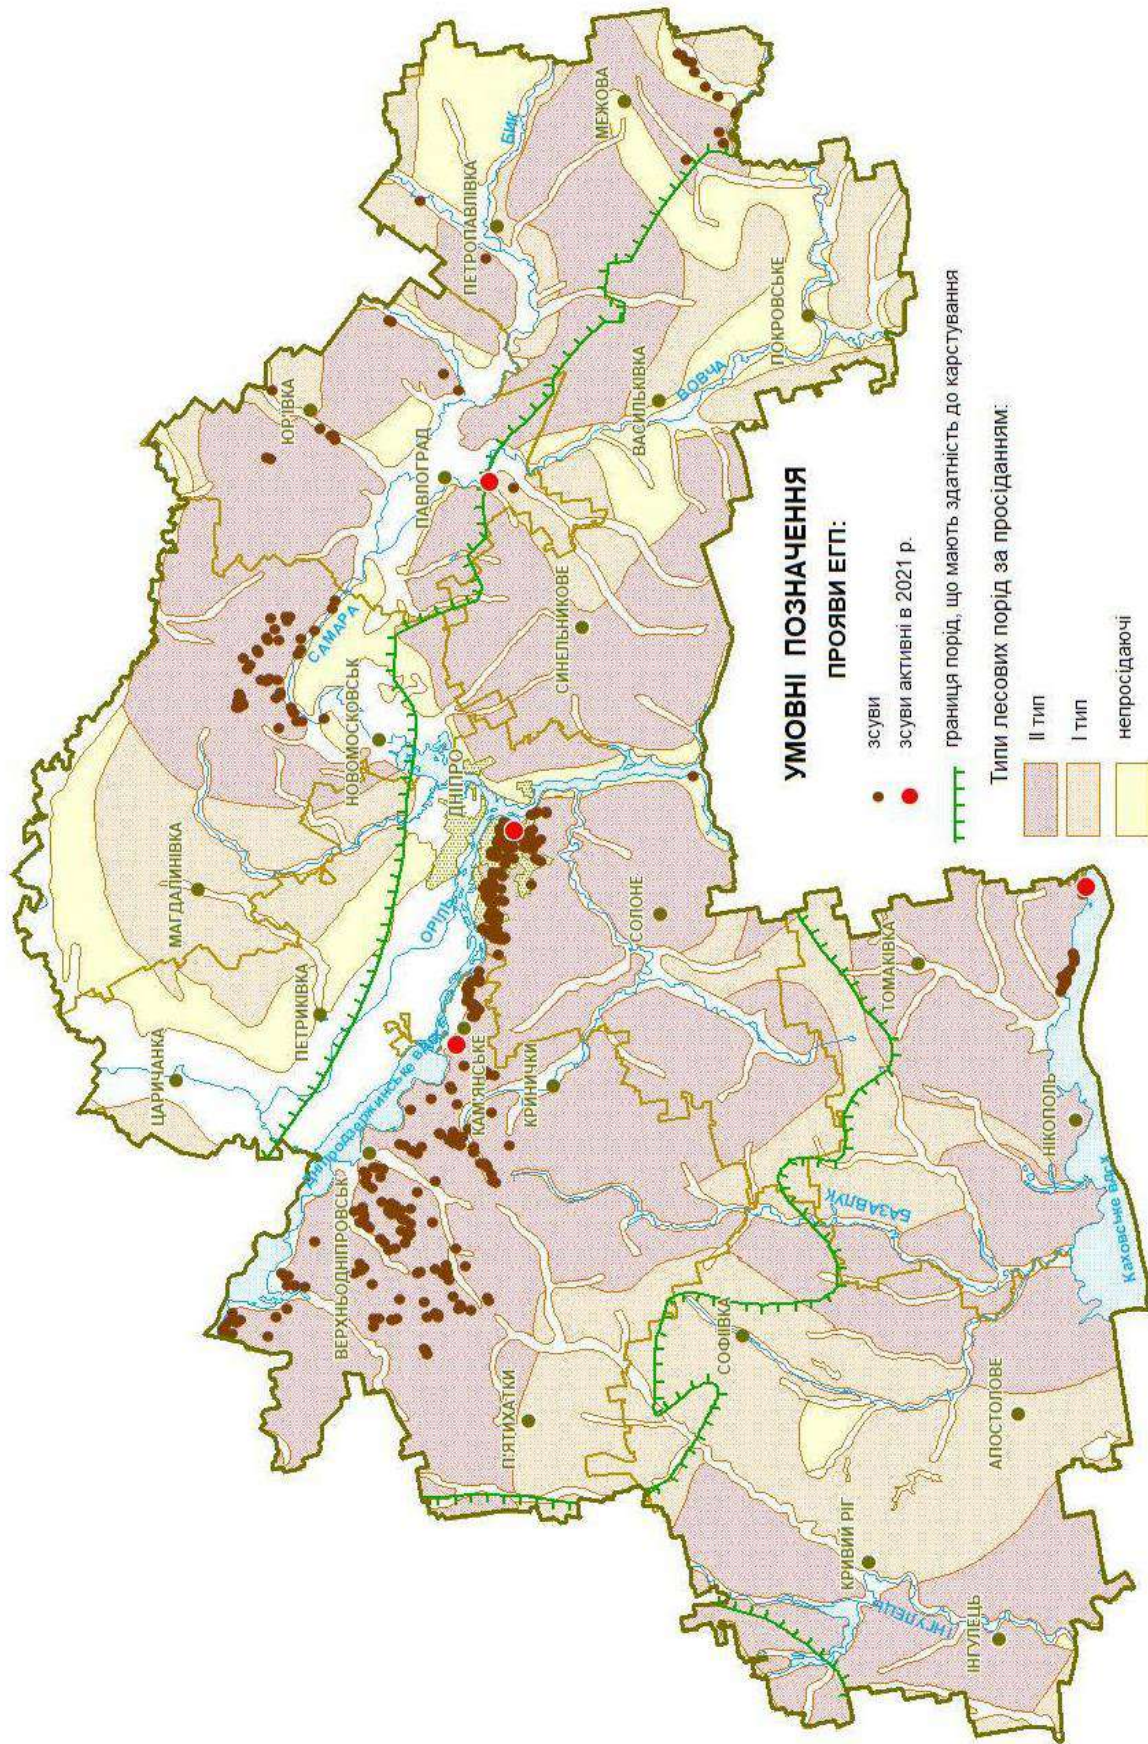 ЦАРИЧАНКА
МАГДАЛИНІВКА
ПЕТРИКІВКА
ЮР'ЇВКА
САМАРА
НОВОМОСКОВСЬК
ПАВЛОГРАД
ПЕТРОПАВЛІВКА
БИК
МЕЖОВА
ДНІПРО
ОРІЛЬ
Дніпродзержинське вдсх
КАМ'ЯНСЬКЕ
ВЕРХНЬОДНІПРОВСЬК
КРИНИЧКИ
СИНЕЛЬНИКОВЕ
ВАСИЛЬКІВКА
ВОВЧА
ПОКРОВСЬКЕ
П'ЯТИХАТКИ
СОЛОНЕ
СОФІЇВКА
БАЗАВЛУК
ТОМАКІВКА
КРИВИЙ РІГ
ІНГУЛЕЦЬ
ІНГУЛЕЦЬ
АПОСТОЛОВЕ
НІКОПОЛЬ
Каховське вдсх
УМОВНІ ПОЗНАЧЕННЯ
ПРОЯВИ ЕГП:
зсуви
зсуви активні в 2021 р.
границя порід, що мають здатність до карстування
Типи лесових порід за просіданням:
ІІ тип
І тип
непросідаючі